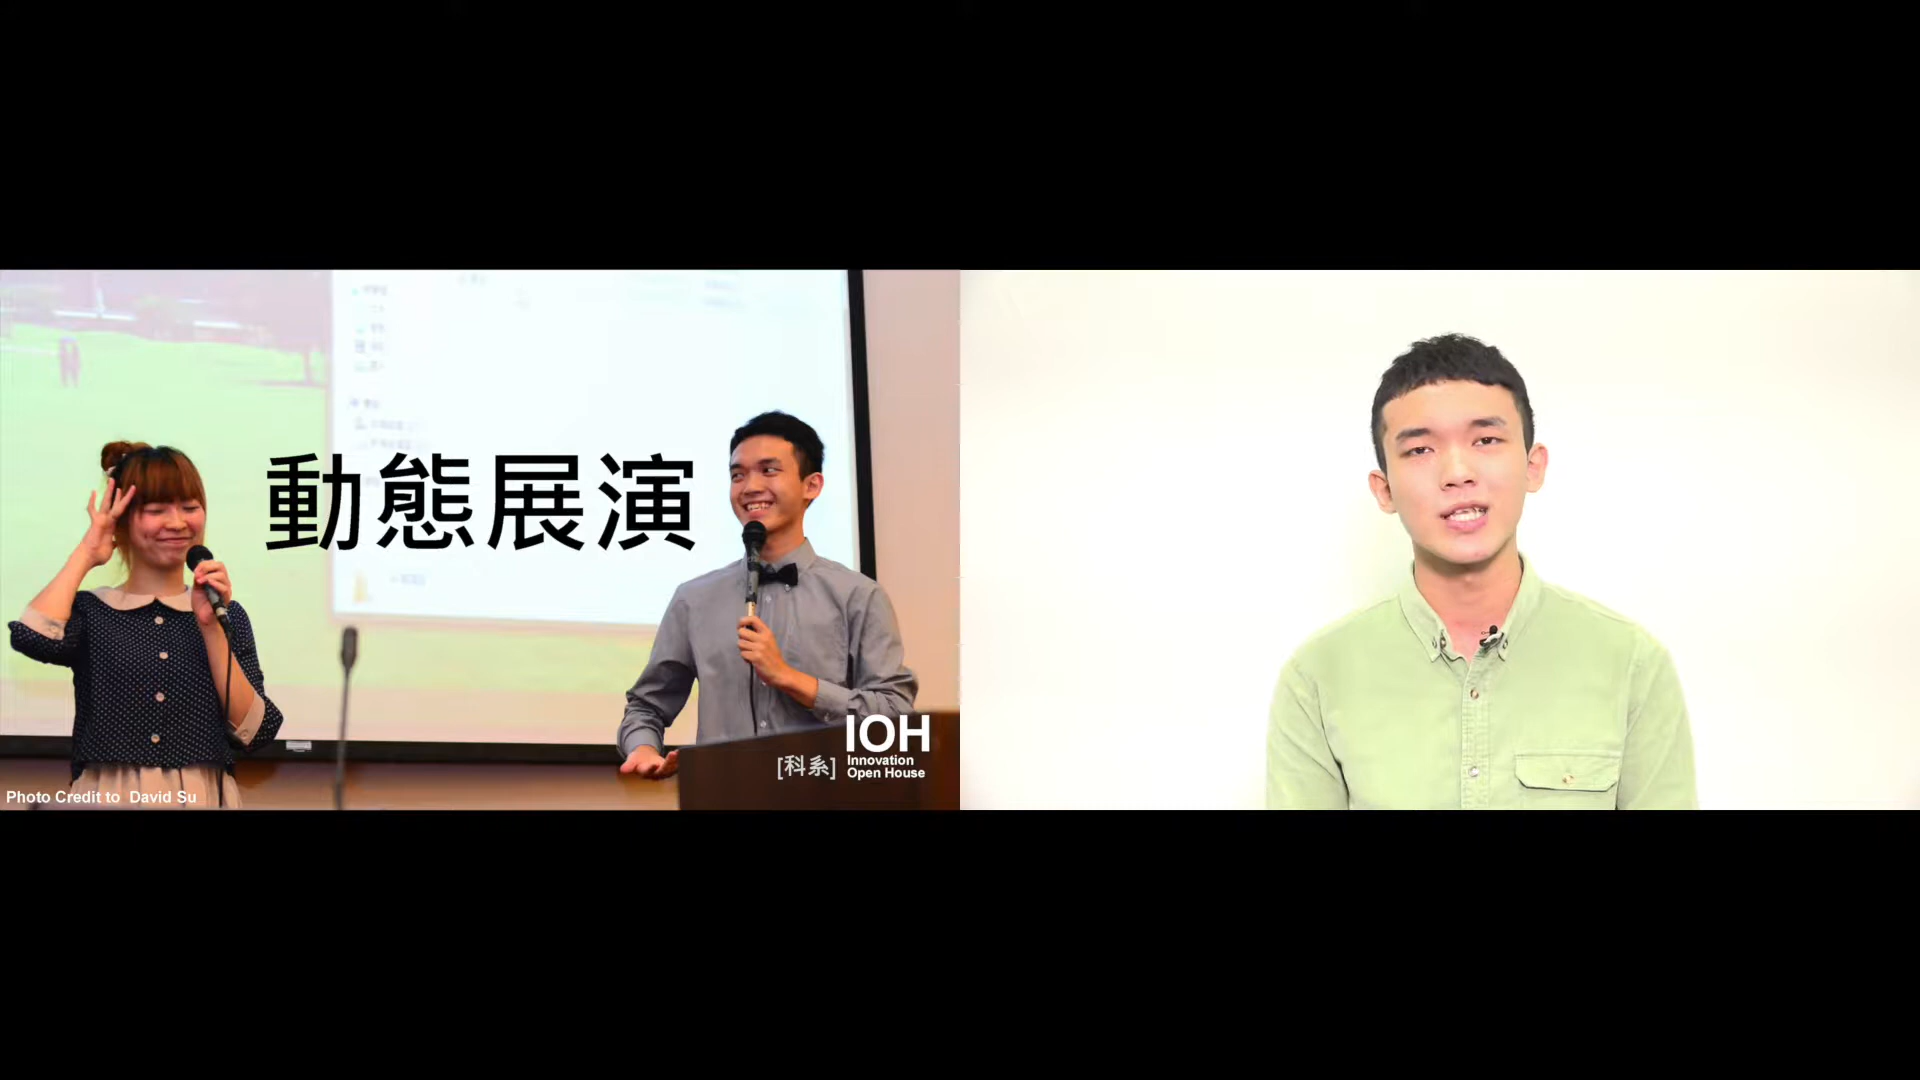 動態展演
IOH
[科系]
Innovation
Open House
Photo Credit to David Su